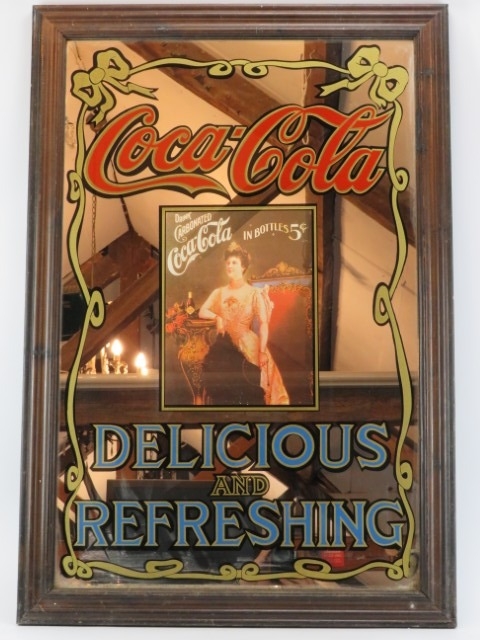 Coca-Cola
DRINK
CARBONATED
Coca-Cola
IN BOTTLES 5¢
DELICIOUS
AND
REFRESHING